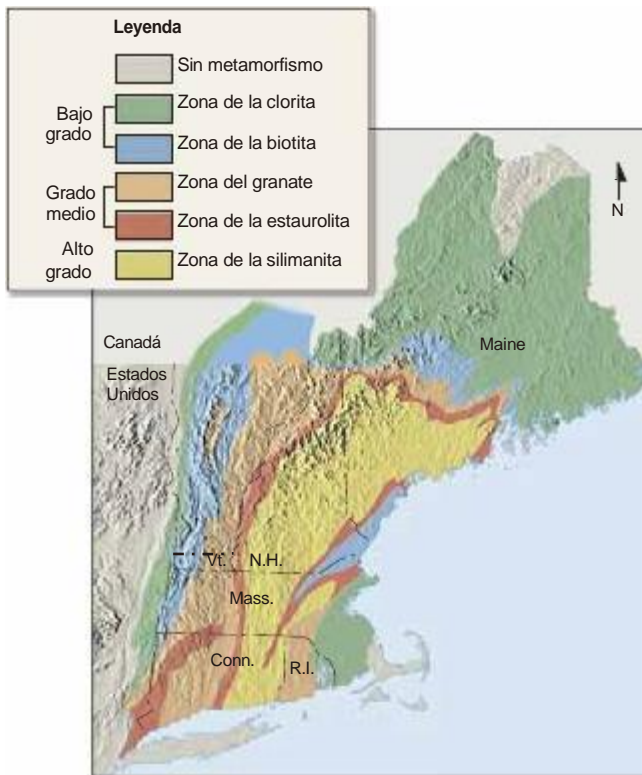 Leyenda
Sin metamorfismo
Bajo
grado
Zona de la clorita
Zona de la biotita
Grado
medio
Zona del granate
Zona de la estaurolita
Alto
grado
Zona de la silimanita
N
Canadá
Maine
Estados
Unidos
Vt.
N.H.
Mass.
Conn.
R.I.